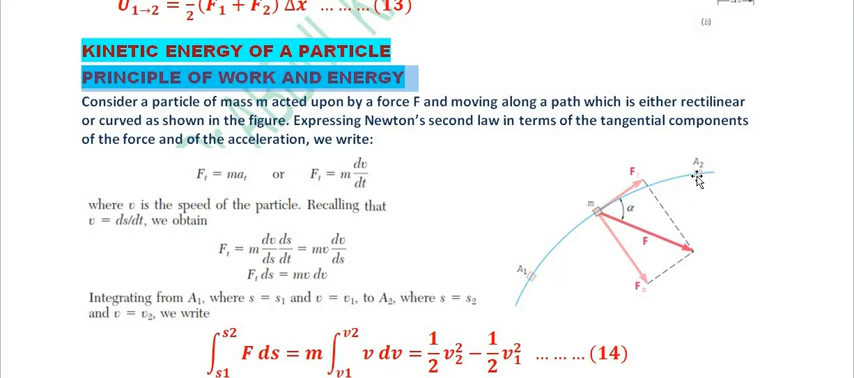 U₁→₂ = ½ (F₁ + F₂) Δx … … … (13)
(b)
KINETIC ENERGY OF A PARTICLE
PRINCIPLE OF WORK AND ENERGY
Consider a particle of mass m acted upon by a force F and moving along a path which is either rectilinear
or curved as shown in the figure. Expressing Newton's second law in terms of the tangential components
of the force and of the acceleration, we write:
Fₜ = maₜ or Fₜ = m dv/dt
where v is the speed of the particle. Recalling that
v = ds/dt, we obtain
Fₜ = m dv/ds ds/dt = mv dv/ds
Fₜ ds = mv dv
Integrating from A₁, where s = s₁ and v = v₁, to A₂, where s = s₂
and v = v₂, we write
∫_{s1}^{s2} F ds = m ∫_{v1}^{v2} v dv = ½ v₂² − ½ v₁² … … … (14)
A₂
F
m
α
F
A₁
Fₙ